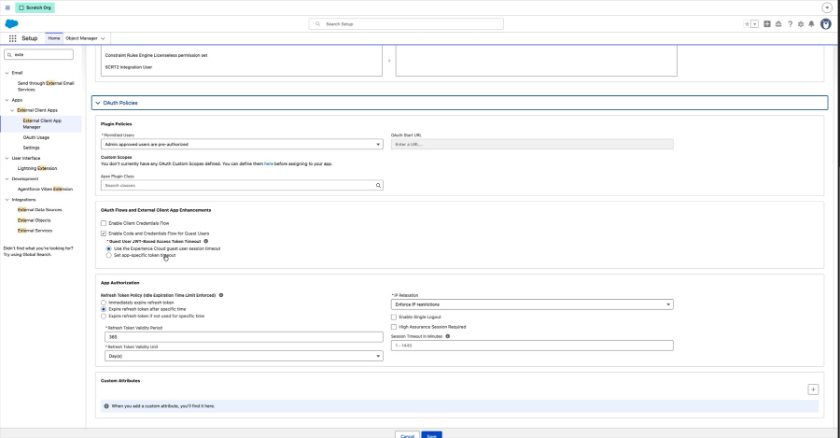 Scratch Org
Search Setup
Setup
Home
Object Manager
exte
Email
Send through External Email
Services
Apps
External Client Apps
External Client App
Manager
OAuth Usage
Settings
User Interface
Lightning Extension
Development
Agentforce Vibes Extension
Integrations
External Data Sources
External Objects
External Services
Didn't find what you're looking for?
Try using Global Search.
Constraint Rules Engine Licenseless permission set
SCRT2 Integration User
OAuth Policies
Plugin Policies
*Permitted Users
Admin approved users are pre-authorized
OAuth Start URL
Enter a URL...
Custom Scopes
You don't currently have any OAuth Custom Scopes defined. You can define them here before assigning to your app.
Apex Plugin Class
Search classes
OAuth Flows and External Client App Enhancements
Enable Client Credentials Flow
Enable Code and Credentials Flow for Guest Users
*Guest User JWT-Based Access Token Timeout
Use the Experience Cloud guest user session timeout
Set app-specific token timeout
App Authorization
Refresh Token Policy (Idle Expiration Time Limit Enforced)
Immediately expire refresh token
Expire refresh token after specific time
Expire refresh token if not used for specific time
*Refresh Token Validity Period
365
*Refresh Token Validity Unit
Day(s)
*IP Relaxation
Enforce IP restrictions
Enable Single Logout
High Assurance Session Required
Session Timeout in Minutes
1 - 1440
Custom Attributes
When you add a custom attribute, you'll find it here.
Cancel
Save